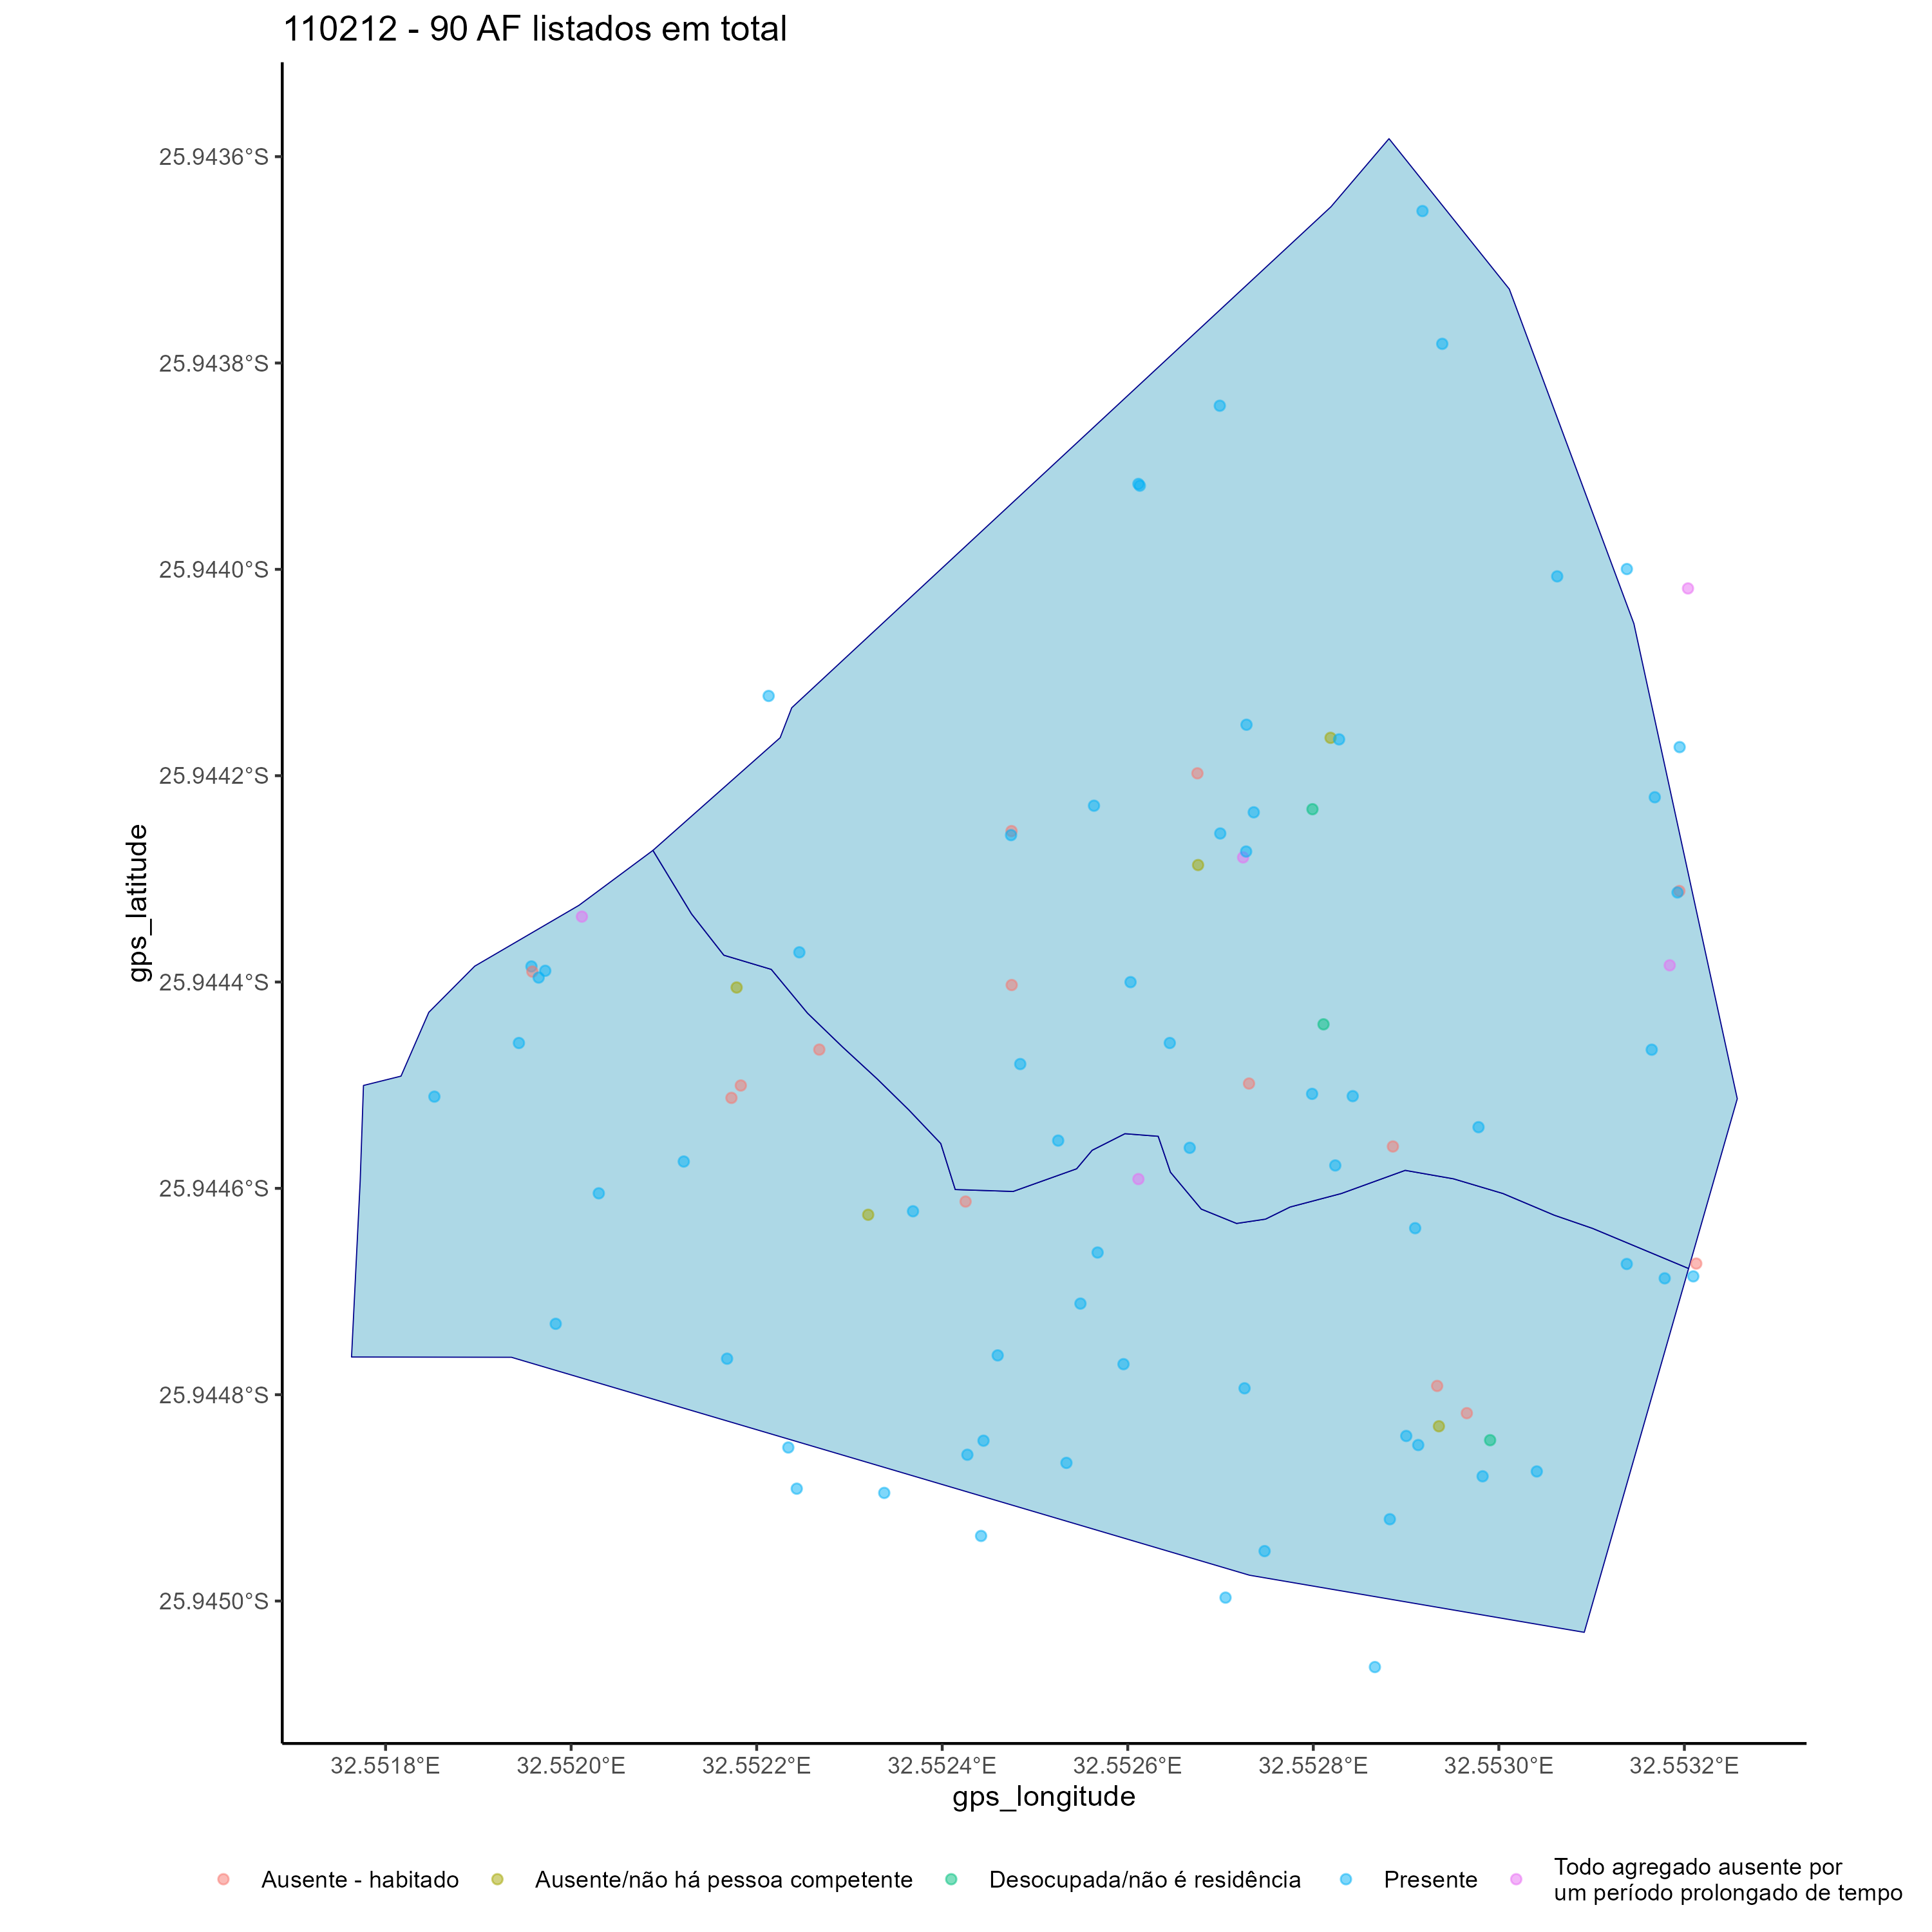 110212 - 90 AF listados em total
25.9436°S
25.9438°S
25.9440°S
25.9442°S
25.9444°S
25.9446°S
25.9448°S
25.9450°S
gps_latitude
32.5518°E 32.5520°E 32.5522°E 32.5524°E 32.5526°E 32.5528°E 32.5530°E 32.5532°E
gps_longitude
Ausente - habitado Ausente/não há pessoa competente Desocupada/não é residência Presente Todo agregado ausente por
um período prolongado de tempo